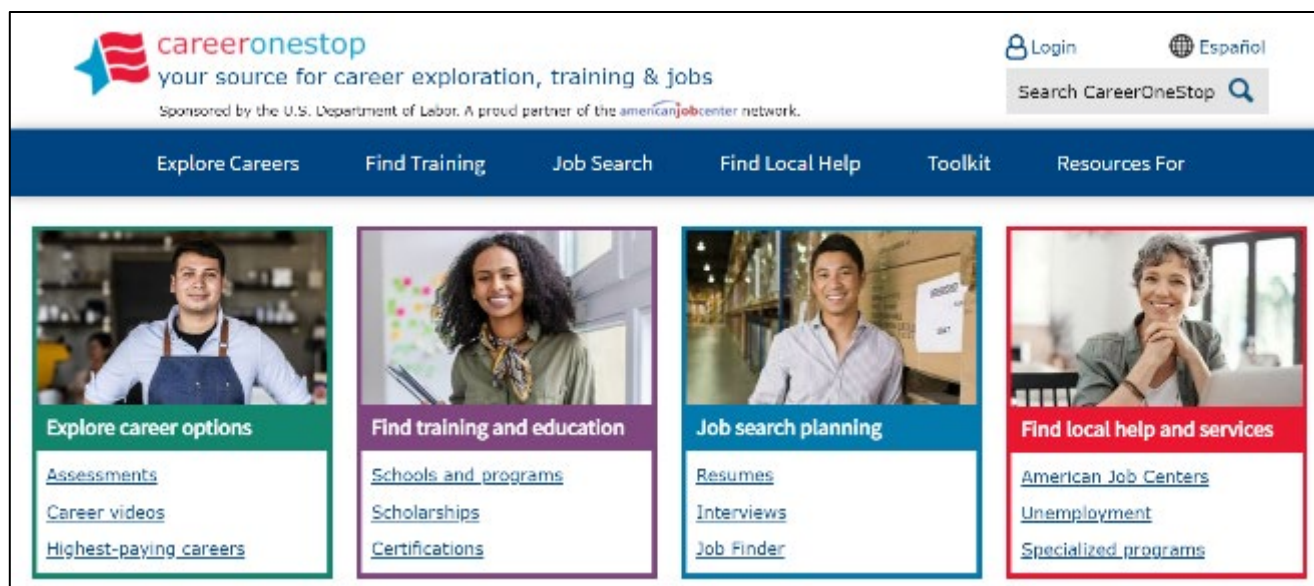 careeronestop
your source for career exploration, training & jobs
Sponsored by the U.S. Department of Labor. A proud partner of the americanjobcenter network.
Login
Español
Search CareerOneStop
Explore Careers
Find Training
Job Search
Find Local Help
Toolkit
Resources For
Explore career options
Assessments
Career videos
Highest-paying careers
Find training and education
Schools and programs
Scholarships
Certifications
Job search planning
Resumes
Interviews
Job Finder
Find local help and services
American Job Centers
Unemployment
Specialized programs